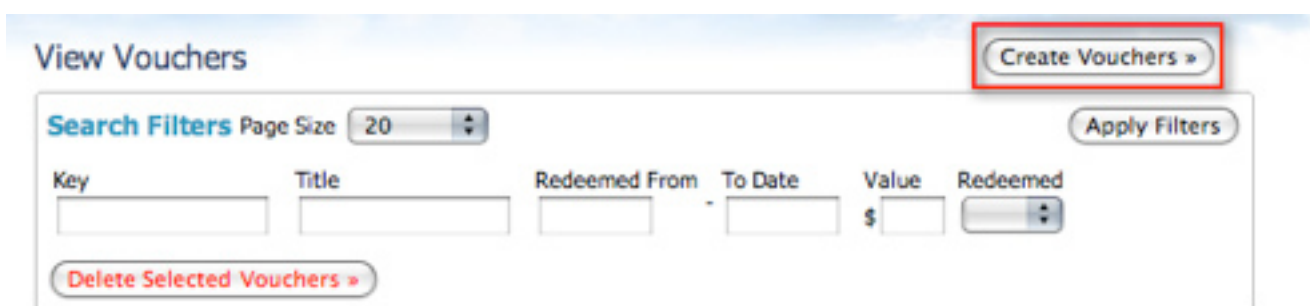 View Vouchers Create Vouchers »
Search Filters Page Size 20 Apply Filters
Key Title Redeemed From To Date Value Redeemed
- $
Delete Selected Vouchers »